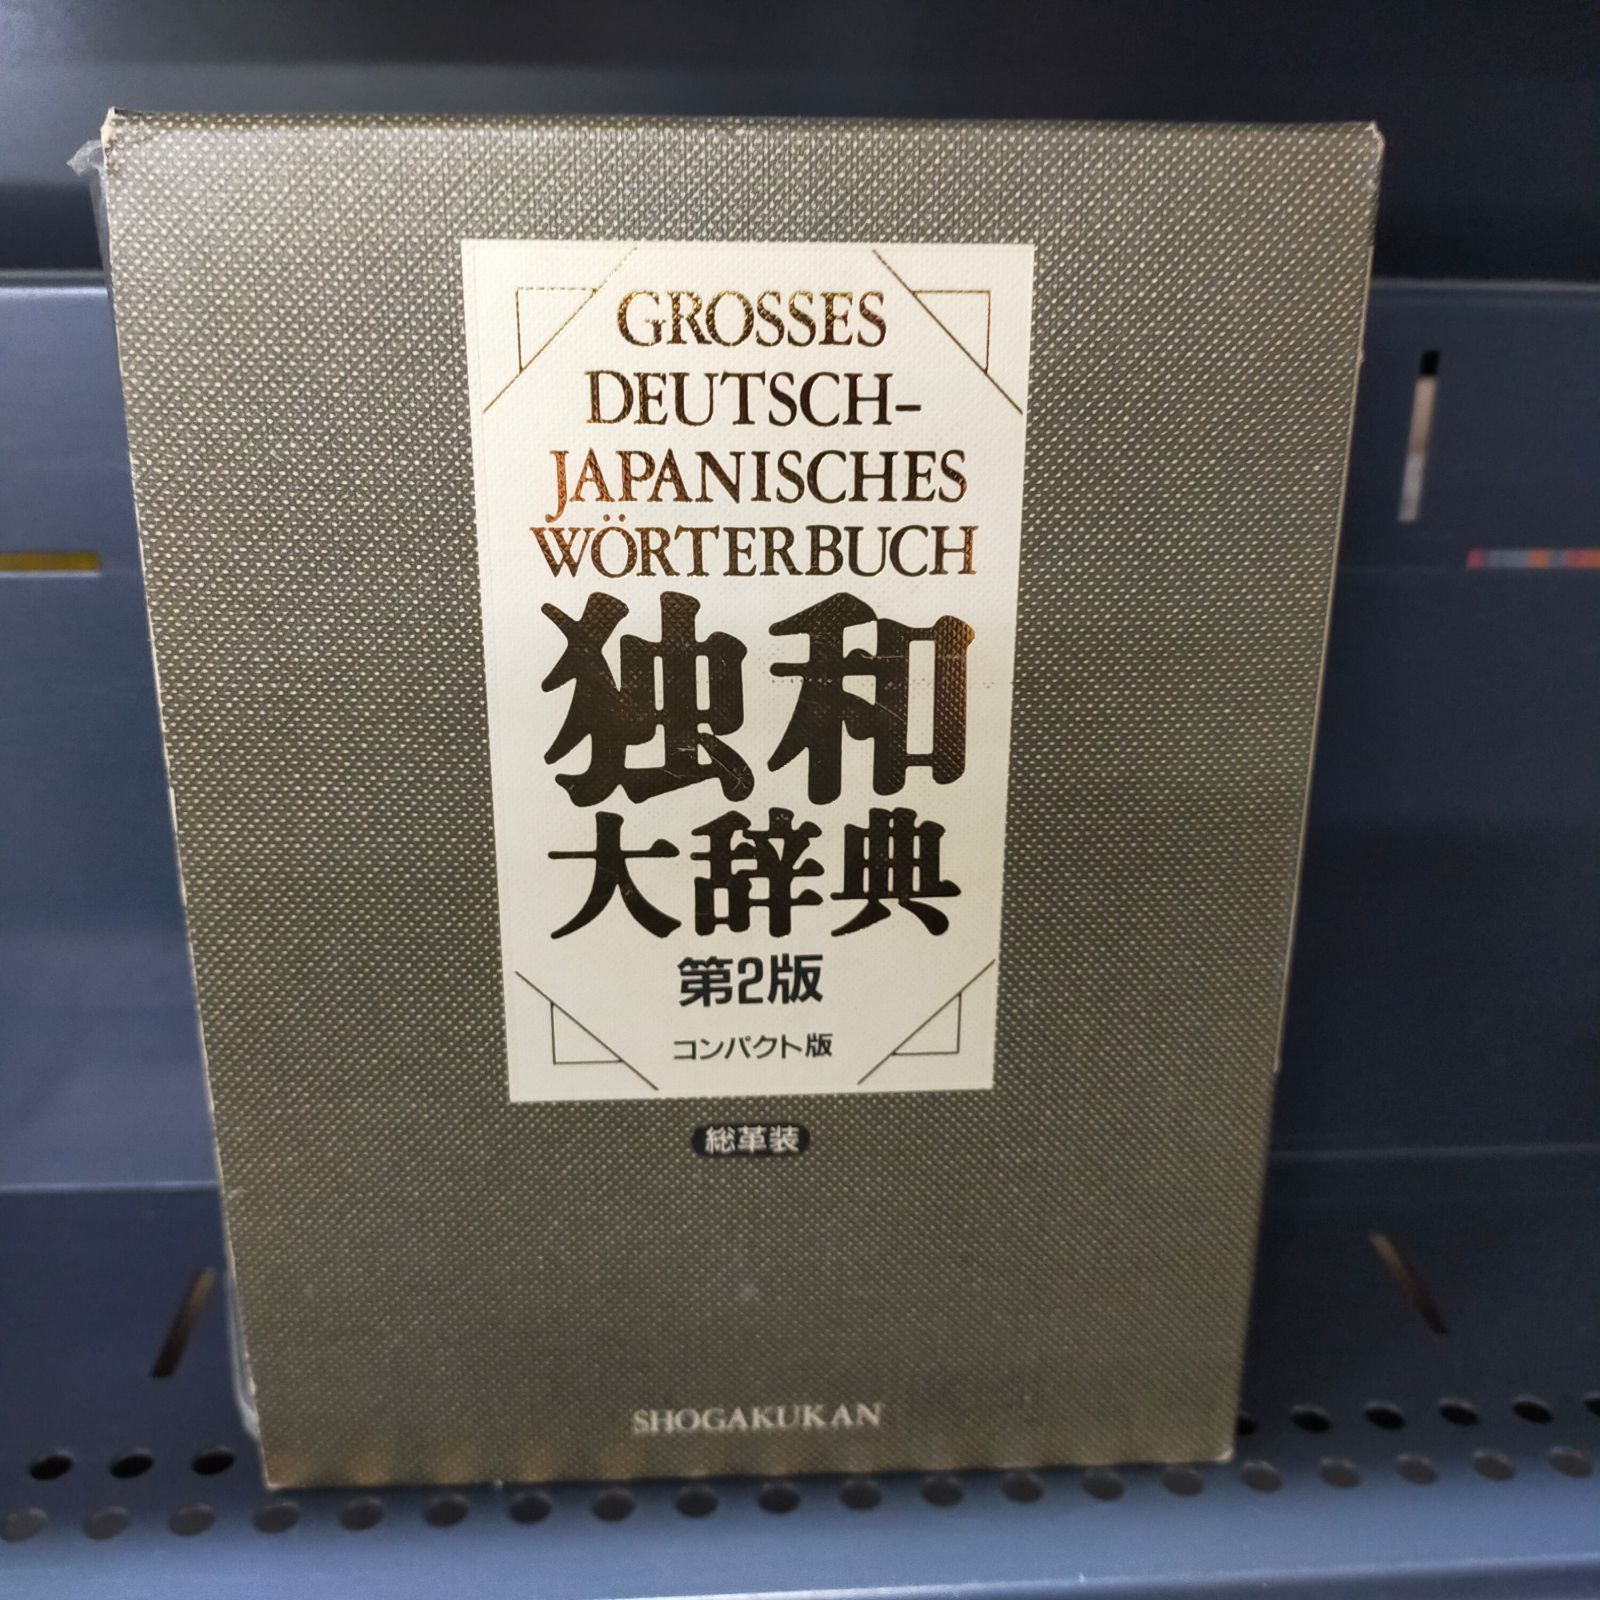 GROSSES
DEUTSCH-
JAPANISCHES
WÖRTERBUCH
独和
大辞典
第2版
コンパクト版
総革装
SHOGAKUKAN